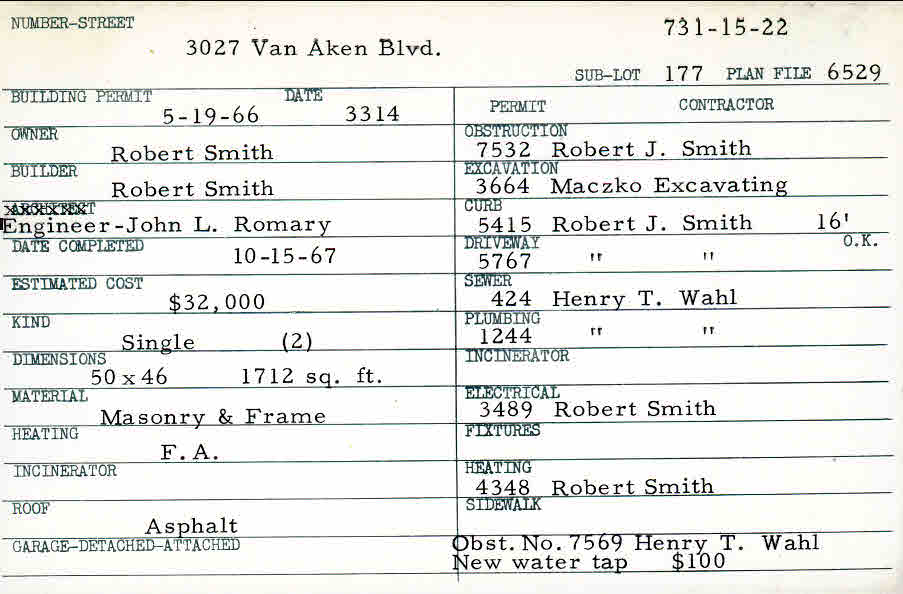 NUMBER-STREET 731-15-22
3027 Van Aken Blvd.
SUB-LOT 177 PLAN FILE 6529
BUILDING PERMIT DATE
5-19-66 3314
OWNER
Robert Smith
BUILDER
Robert Smith
ARCHITECT
Engineer-John L. Romary
DATE COMPLETED
10-15-67
ESTIMATED COST
$32,000
KIND
Single (2)
DIMENSIONS
50 x 46 1712 sq. ft.
MATERIAL
Masonry & Frame
HEATING
F.A.
INCINERATOR
ROOF
Asphalt
GARAGE-DETACHED-ATTACHED
PERMIT CONTRACTOR
OBSTRUCTION
7532 Robert J. Smith
EXCAVATION
3664 Maczko Excavating
CURB
5415 Robert J. Smith 16'
DRIVEWAY O.K.
5767 " "
SEWER
424 Henry T. Wahl
PLUMBING
1244 " "
INCINERATOR
ELECTRICAL
3489 Robert Smith
FIXTURES
HEATING
4348 Robert Smith
SIDEWALK
Obst. No. 7569 Henry T. Wahl
New water tap $100